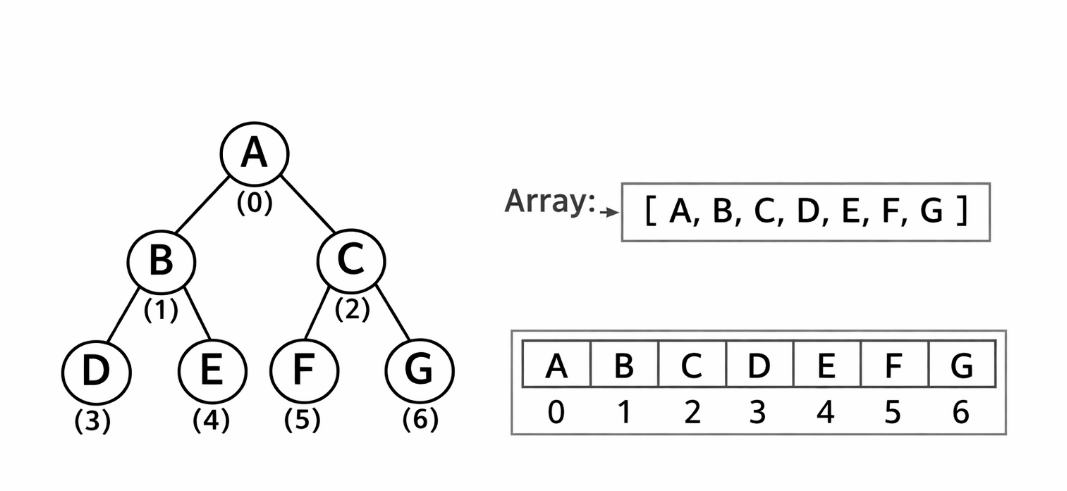 A
(0)
B
C
(1)
(2)
D
E
F
G
(3)
(4)
(5)
(6)
Array:
[ A, B, C, D, E, F, G ]
A B C D E F G
0 1 2 3 4 5 6